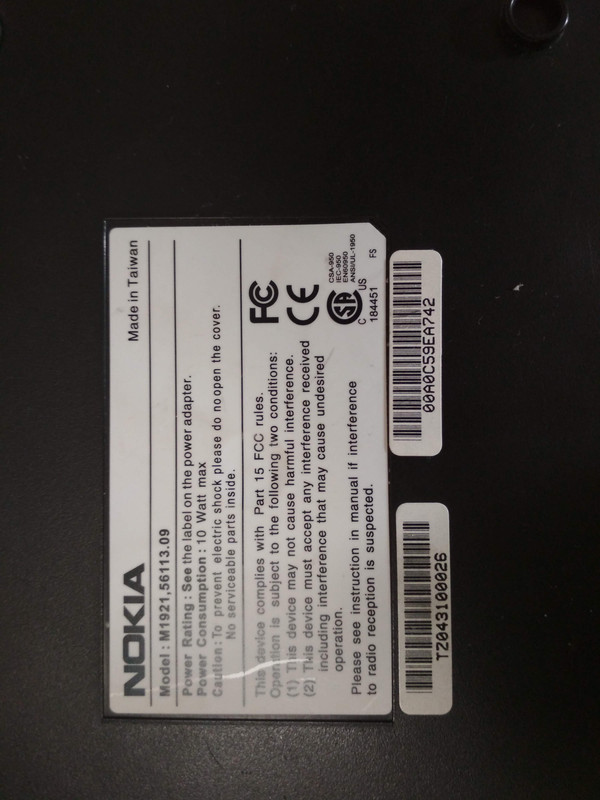 NOKIA
Made in Taiwan
Model : M1921,56113.09
Power Rating : See the label on the power adapter.
Power Consumption : 10 Watt max
Caution : To prevent electric shock please do no open the cover.
No serviceable parts inside.
This device complies with Part 15 FCC rules.
Operation is subject to the following two conditions:
(1) This device may not cause harmful interference.
(2) This device must accept any interference received
including interference that may cause undesired
operation.
Please see instruction in manual if interference
to radio reception is suspected.
FC
CE
CSA-950
IEC-950
EN60950
ANSI/UL-1950
SA
C US
184451
FS
TZ043100026
00A0C59EA742